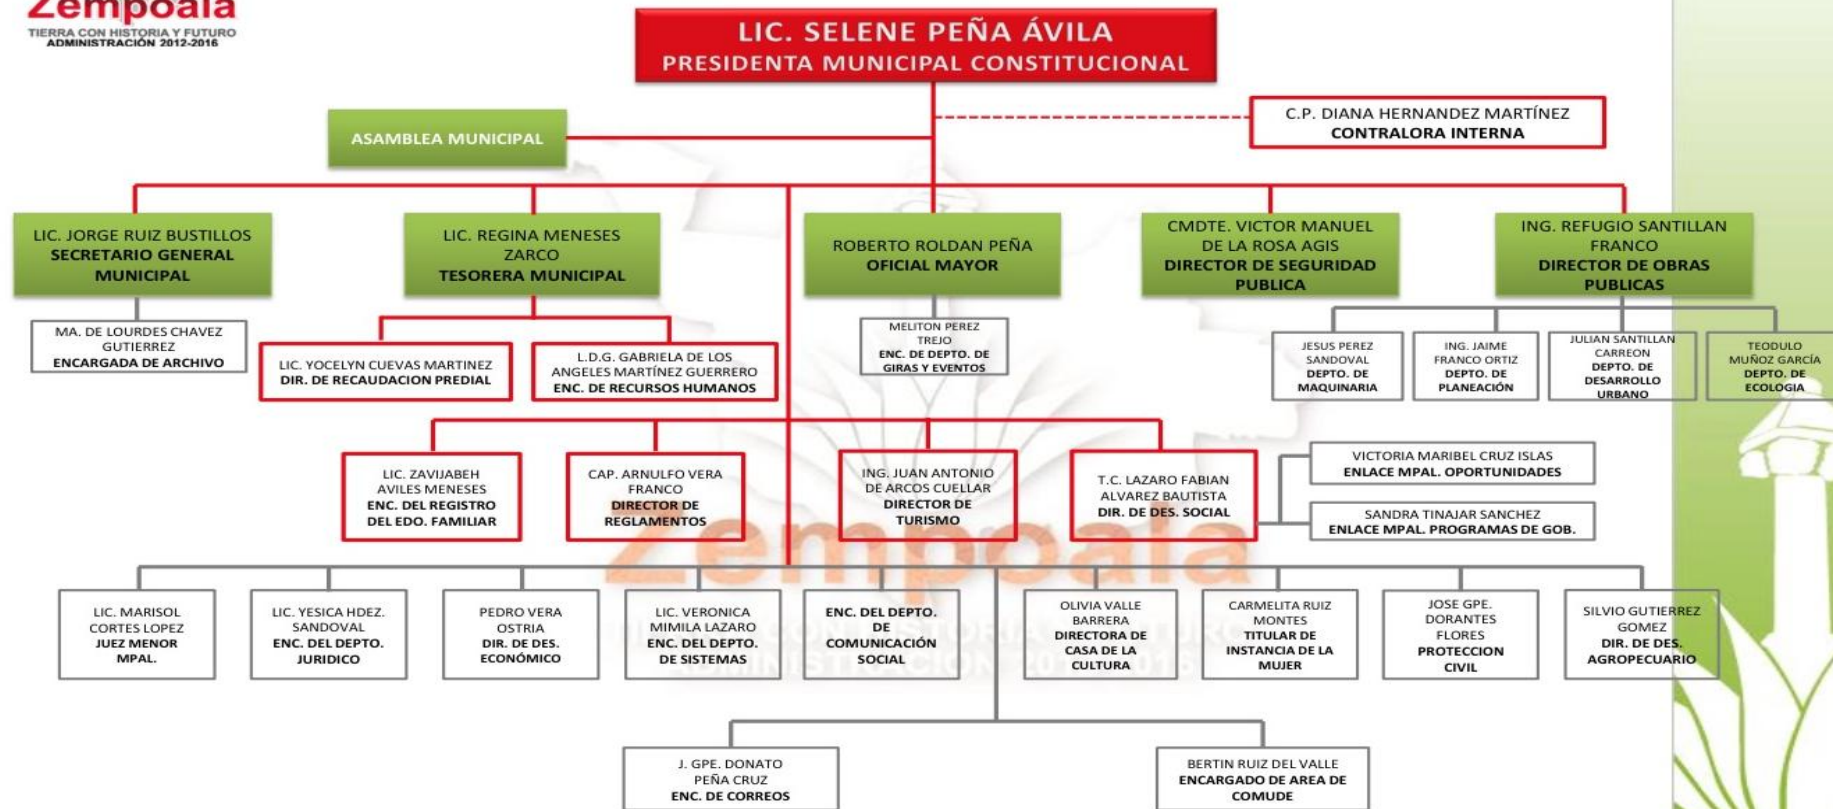 Zempoala
TIERRA CON HISTORIA Y FUTURO
ADMINISTRACIÓN 2012-2016
LIC. SELENE PEÑA ÁVILA
PRESIDENTA MUNICIPAL CONSTITUCIONAL
C.P. DIANA HERNANDEZ MARTÍNEZ
CONTRALORA INTERNA
ASAMBLEA MUNICIPAL
LIC. JORGE RUIZ BUSTILLOS
SECRETARIO GENERAL
MUNICIPAL
LIC. REGINA MENESES
ZARCO
TESORERA MUNICIPAL
ROBERTO ROLDAN PEÑA
OFICIAL MAYOR
CMDTE. VICTOR MANUEL
DE LA ROSA AGIS
DIRECTOR DE SEGURIDAD
PUBLICA
ING. REFUGIO SANTILLAN
FRANCO
DIRECTOR DE OBRAS
PUBLICAS
MA. DE LOURDES CHAVEZ
GUTIERREZ
ENCARGADA DE ARCHIVO
LIC. YOCELYN CUEVAS MARTINEZ
DIR. DE RECAUDACION PREDIAL
L.D.G. GABRIELA DE LOS
ANGELES MARTÍNEZ GUERRERO
ENC. DE RECURSOS HUMANOS
MELITON PEREZ
TREJO
ENC. DE DEPTO. DE
GIRAS Y EVENTOS
JESUS PEREZ
SANDOVAL
DEPTO. DE
MAQUINARIA
ING. JAIME
FRANCO ORTIZ
DEPTO. DE
PLANEACIÓN
JULIAN SANTILLAN
CARREON
DEPTO. DE
DESARROLLO
URBANO
TEODULO
MUÑOZ GARCÍA
DEPTO. DE
ECOLOGIA
LIC. ZAVIJABEH
AVILES MENESES
ENC. DEL REGISTRO
DEL EDO. FAMILIAR
CAP. ARNULFO VERA
FRANCO
DIRECTOR DE
REGLAMENTOS
ING. JUAN ANTONIO
DE ARCOS CUELLAR
DIRECTOR DE
TURISMO
T.C. LAZARO FABIAN
ALVAREZ BAUTISTA
DIR. DE DES. SOCIAL
VICTORIA MARIBEL CRUZ ISLAS
ENLACE MPAL. OPORTUNIDADES
SANDRA TINAJAR SANCHEZ
ENLACE MPAL. PROGRAMAS DE GOB.
Zempoala
TIERRA CON HISTORIA Y FUTURO
ADMINISTRACIÓN 2012-2016
LIC. MARISOL
CORTES LOPEZ
JUEZ MENOR
MPAL.
LIC. YESICA HDEZ.
SANDOVAL
ENC. DEL DEPTO.
JURIDICO
PEDRO VERA
OSTRIA
DIR. DE DES.
ECONÓMICO
LIC. VERONICA
MIMILA LAZARO
ENC. DEL DEPTO.
DE SISTEMAS
ENC. DEL DEPTO.
DE
COMUNICACIÓN
SOCIAL
OLIVIA VALLE
BARRERA
DIRECTORA DE
CASA DE LA
CULTURA
CARMELITA RUIZ
MONTES
TITULAR DE
INSTANCIA DE LA
MUJER
JOSE GPE.
DORANTES
FLORES
PROTECCION
CIVIL
SILVIO GUTIERREZ
GOMEZ
DIR. DE DES.
AGROPECUARIO
J. GPE. DONATO
PEÑA CRUZ
ENC. DE CORREOS
BERTIN RUIZ DEL VALLE
ENCARGADO DE AREA DE
COMUDE